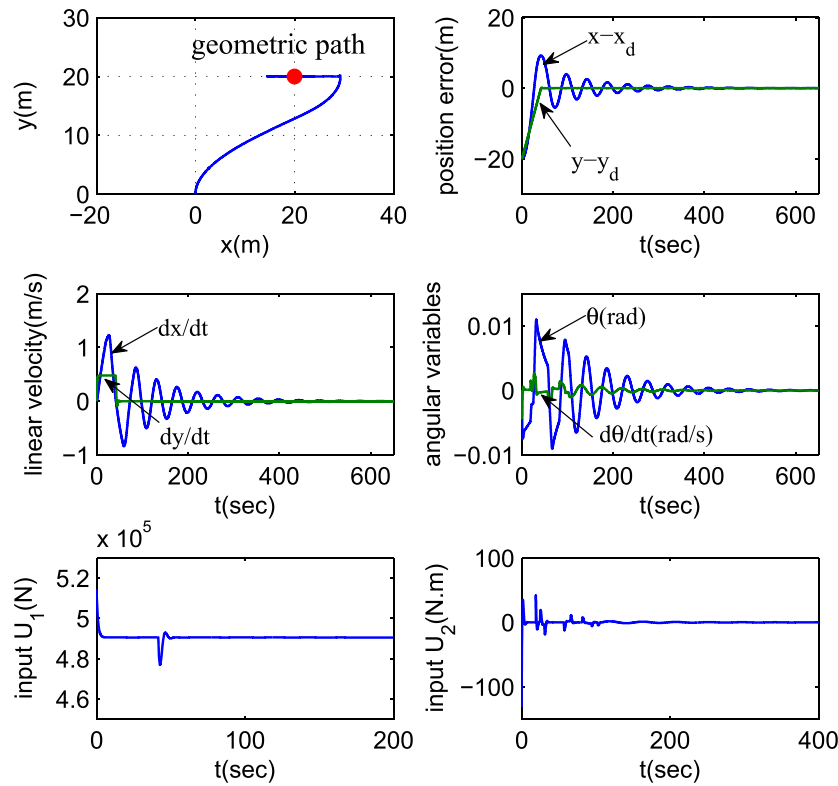 30
20
10
0
−20
0
20
40
y(m)
x(m)
geometric path
20
0
−20
0
200
400
600
position error(m)
t(sec)
x−x_d
y−y_d
2
1
0
−1
0
200
400
600
linear velocity(m/s)
t(sec)
dx/dt
dy/dt
0.01
0
−0.01
0
200
400
600
angular variables
t(sec)
θ(rad)
dθ/dt(rad/s)
x 10^5
5.2
5
4.8
4.6
0
100
200
input U_1(N)
t(sec)
100
0
−100
0
200
400
input U_2(N.m)
t(sec)